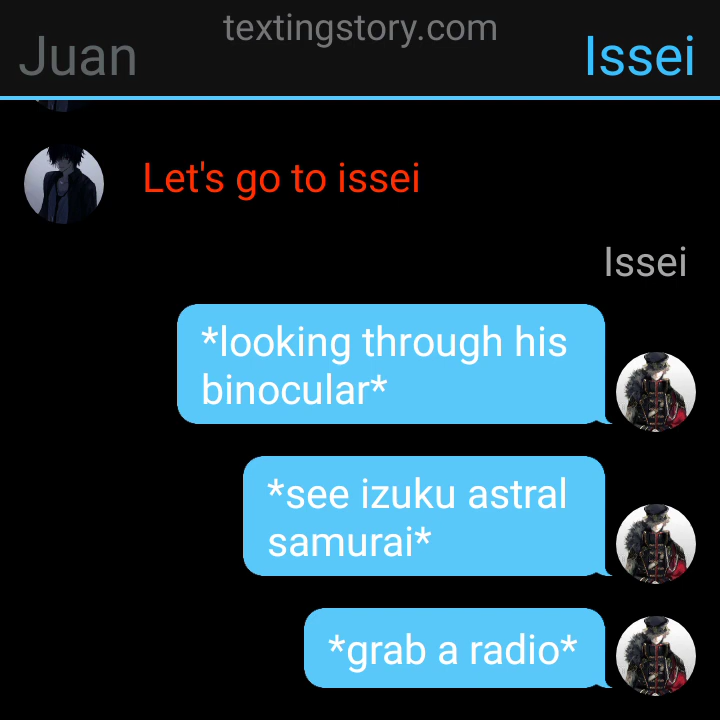 textingstory.com
Juan
Issei
Let's go to issei
Issei
*looking through his
binocular*
*see izuku astral
samurai*
*grab a radio*